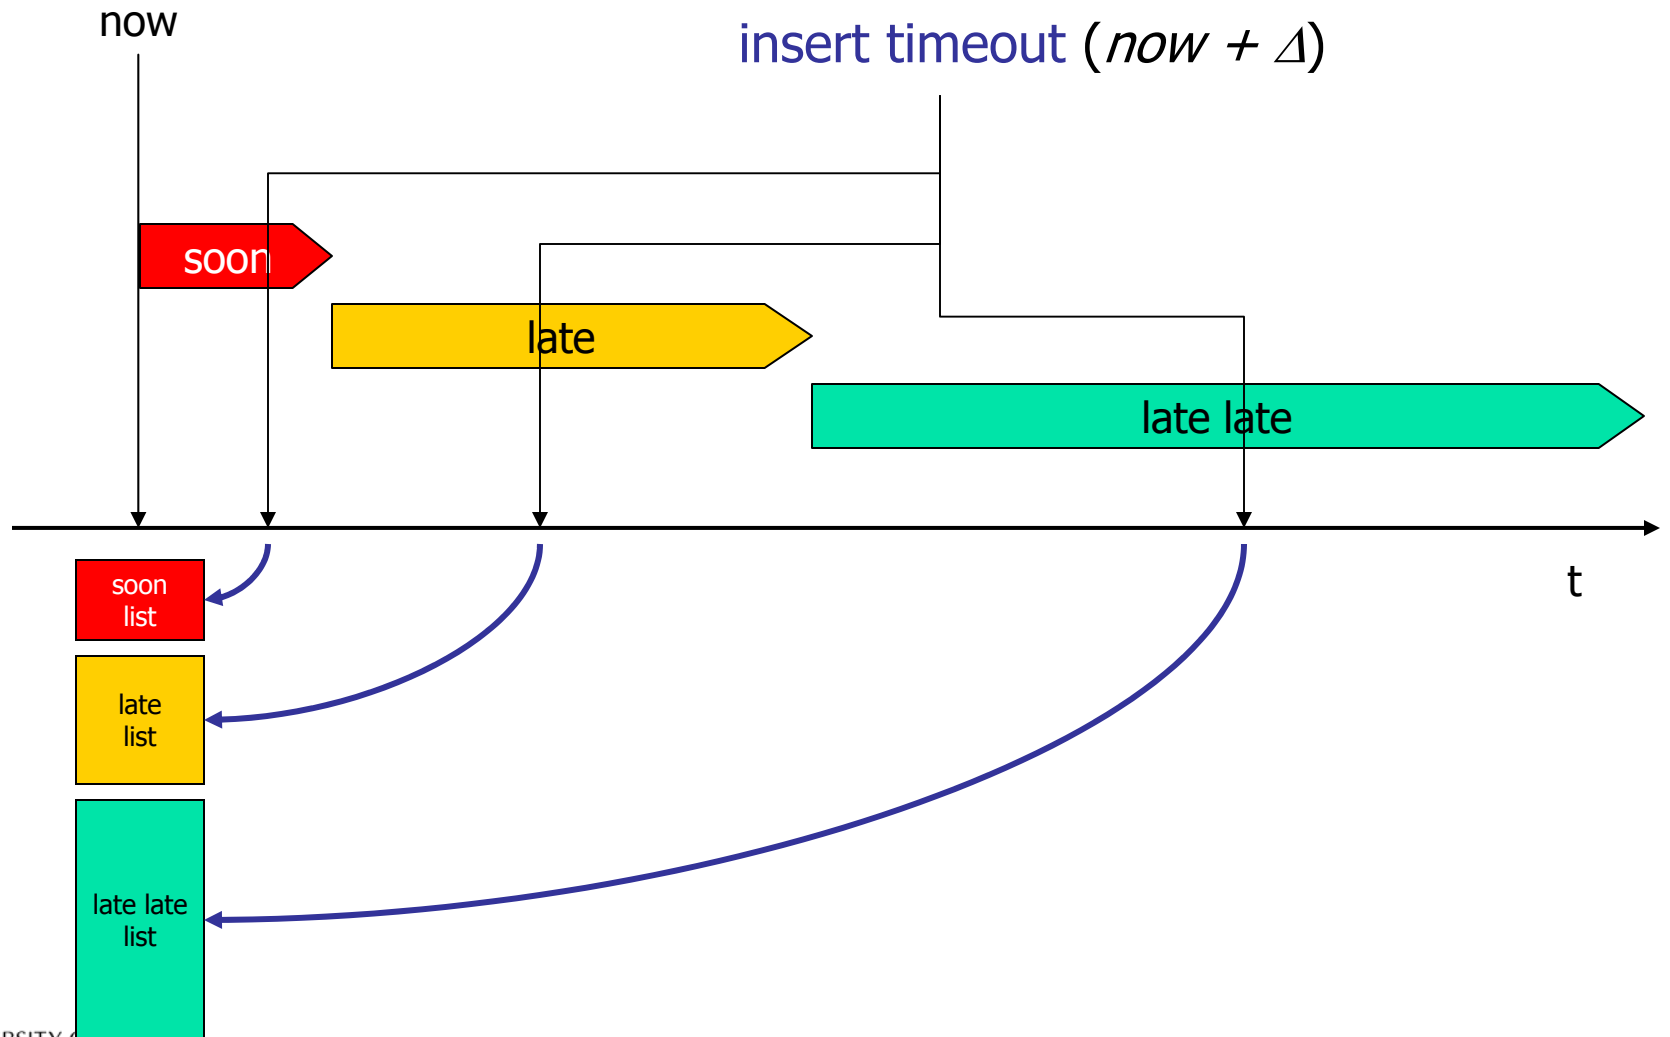 now
insert timeout (now + Δ)
soon
late
late late
t
soon
list
late
list
late late
list